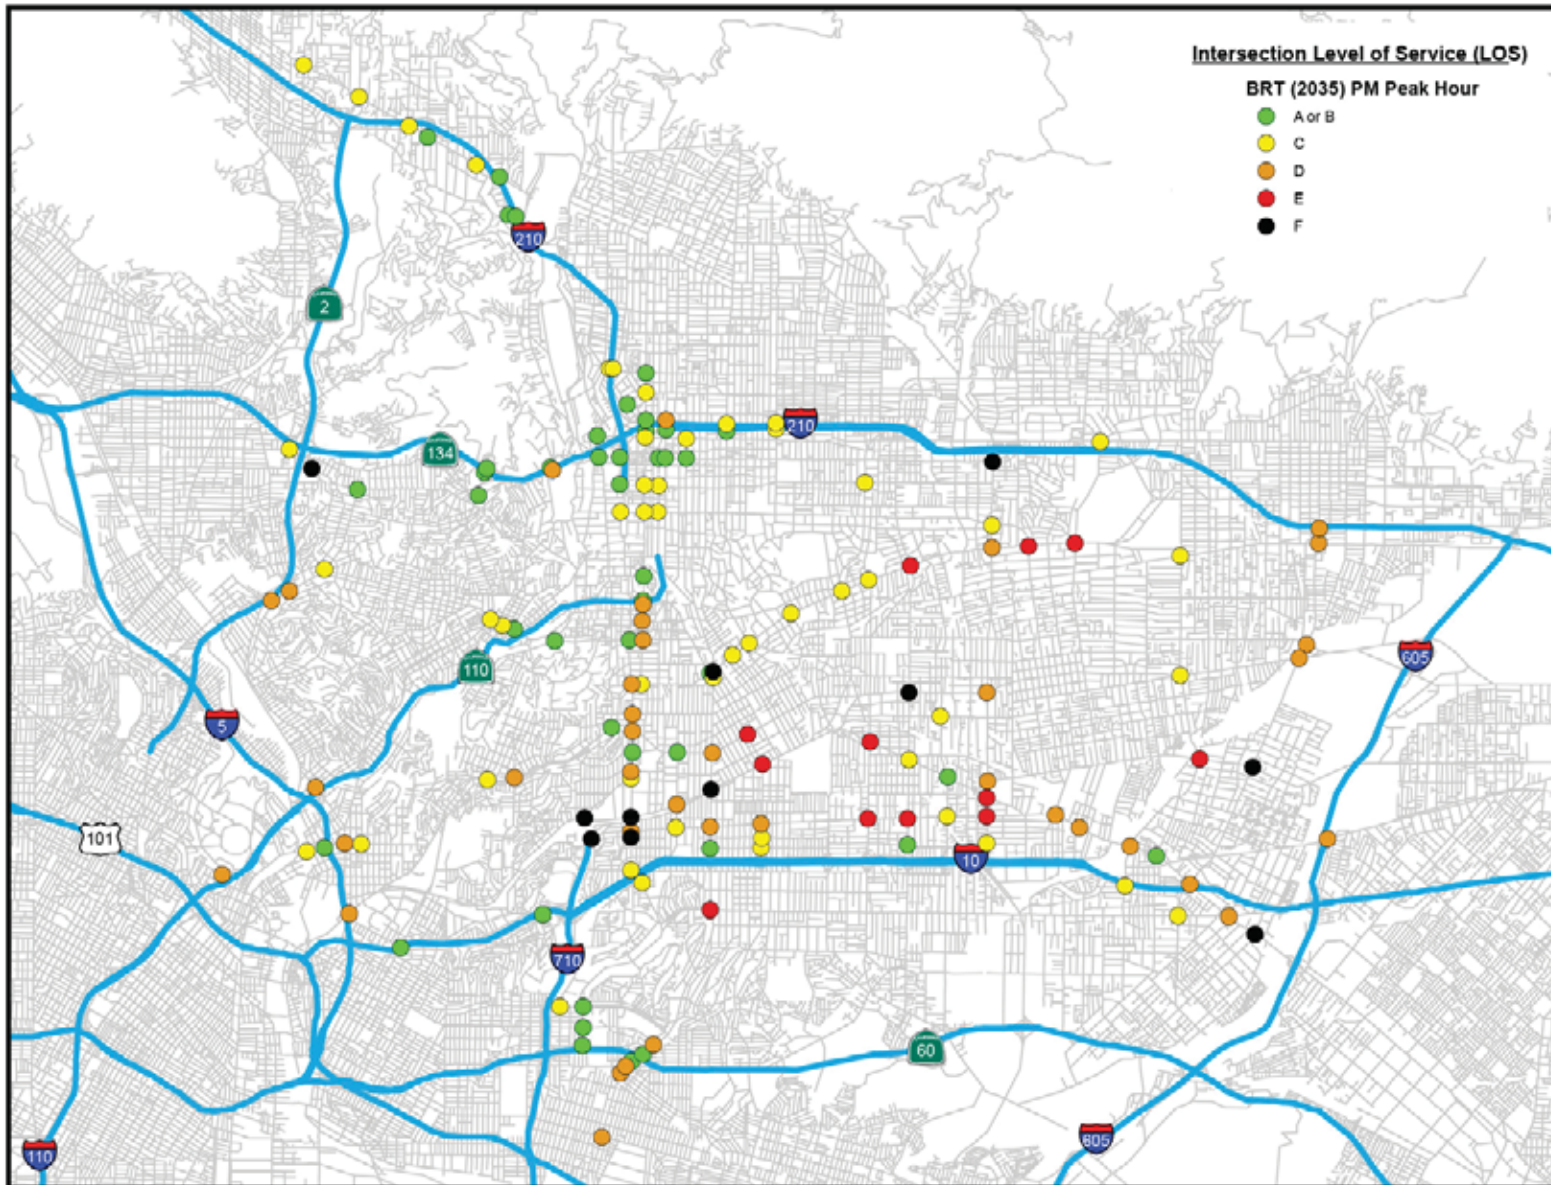 Intersection Level of Service (LOS)
BRT (2035) PM Peak Hour
A or B
C
D
E
F
210
2
134
210
110
605
5
101
10
710
60
605
110